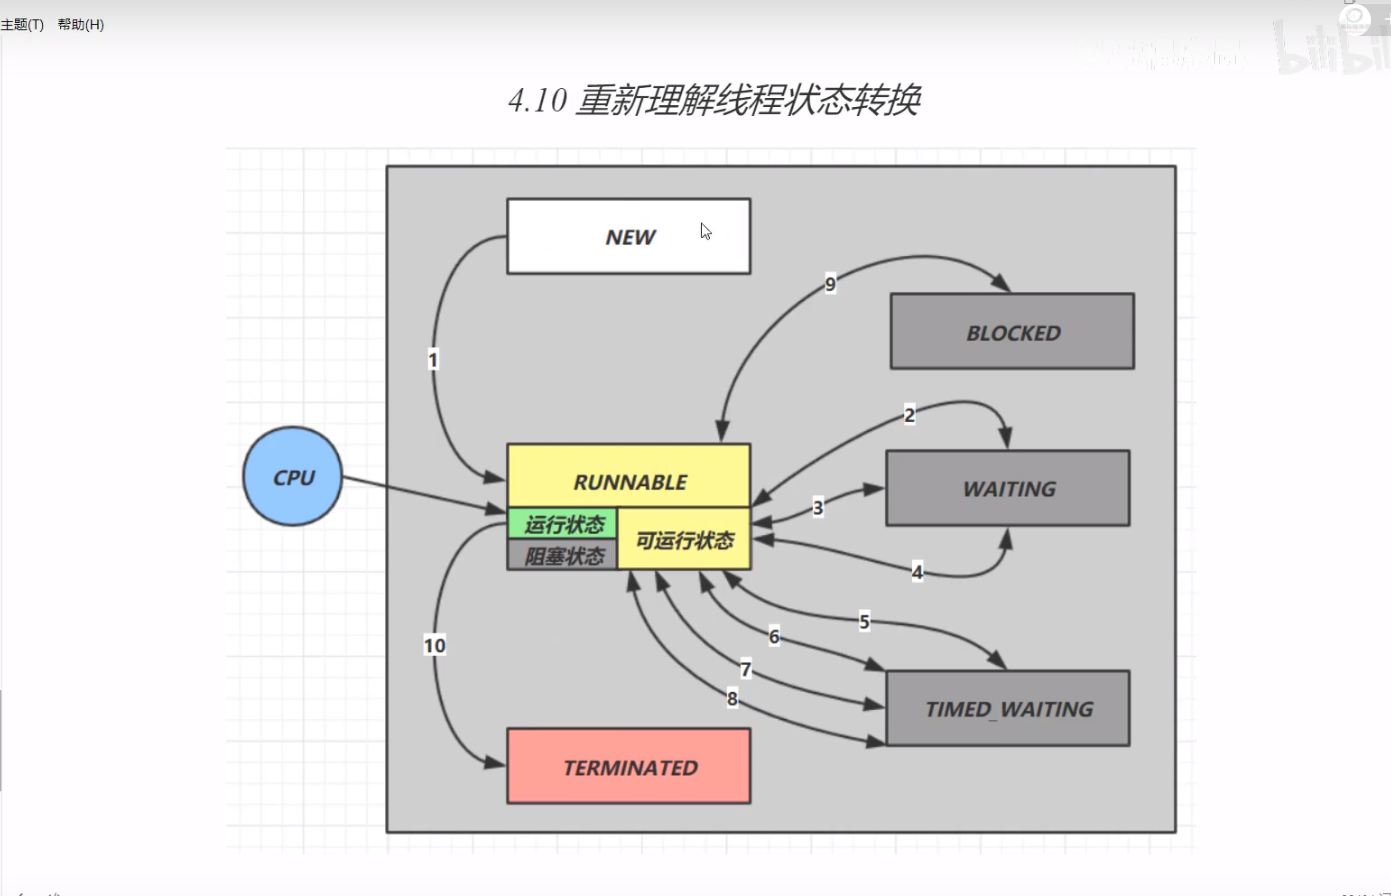 主题(T) 帮助(H)
bilibili
4.10 重新理解线程状态转换
NEW
9
BLOCKED
1
2
RUNNABLE
CPU
WAITING
3
运行状态
可运行状态
阻塞状态
4
5
6
10
7
8
TIMED_WAITING
TERMINATED